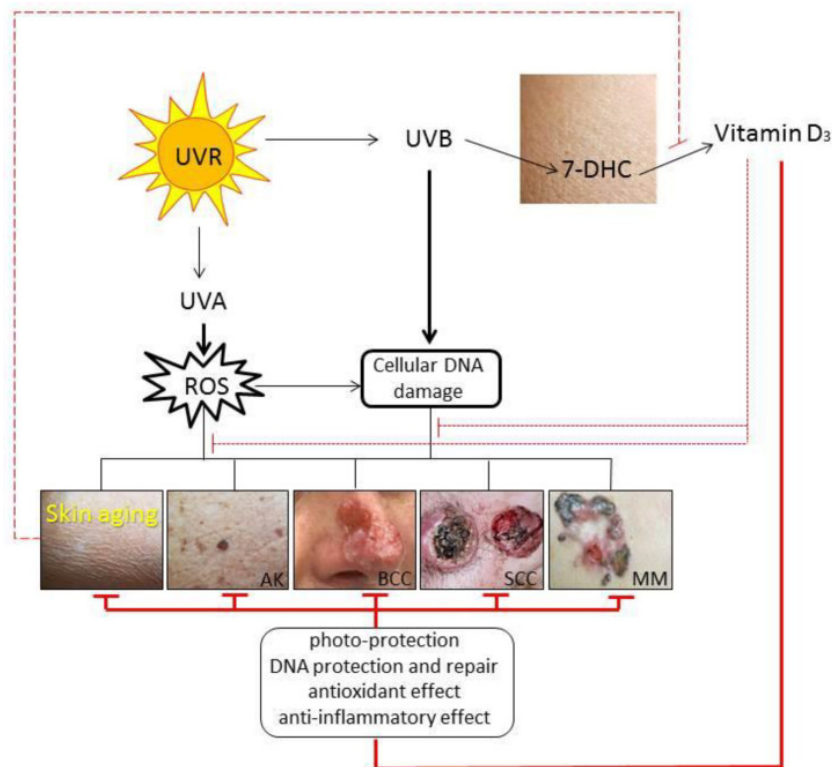 UVR
UVB
7-DHC
Vitamin D₃
UVA
ROS
Cellular DNA
damage
Skin aging
AK
BCC
SCC
MM
photo-protection
DNA protection and repair
antioxidant effect
anti-inflammatory effect